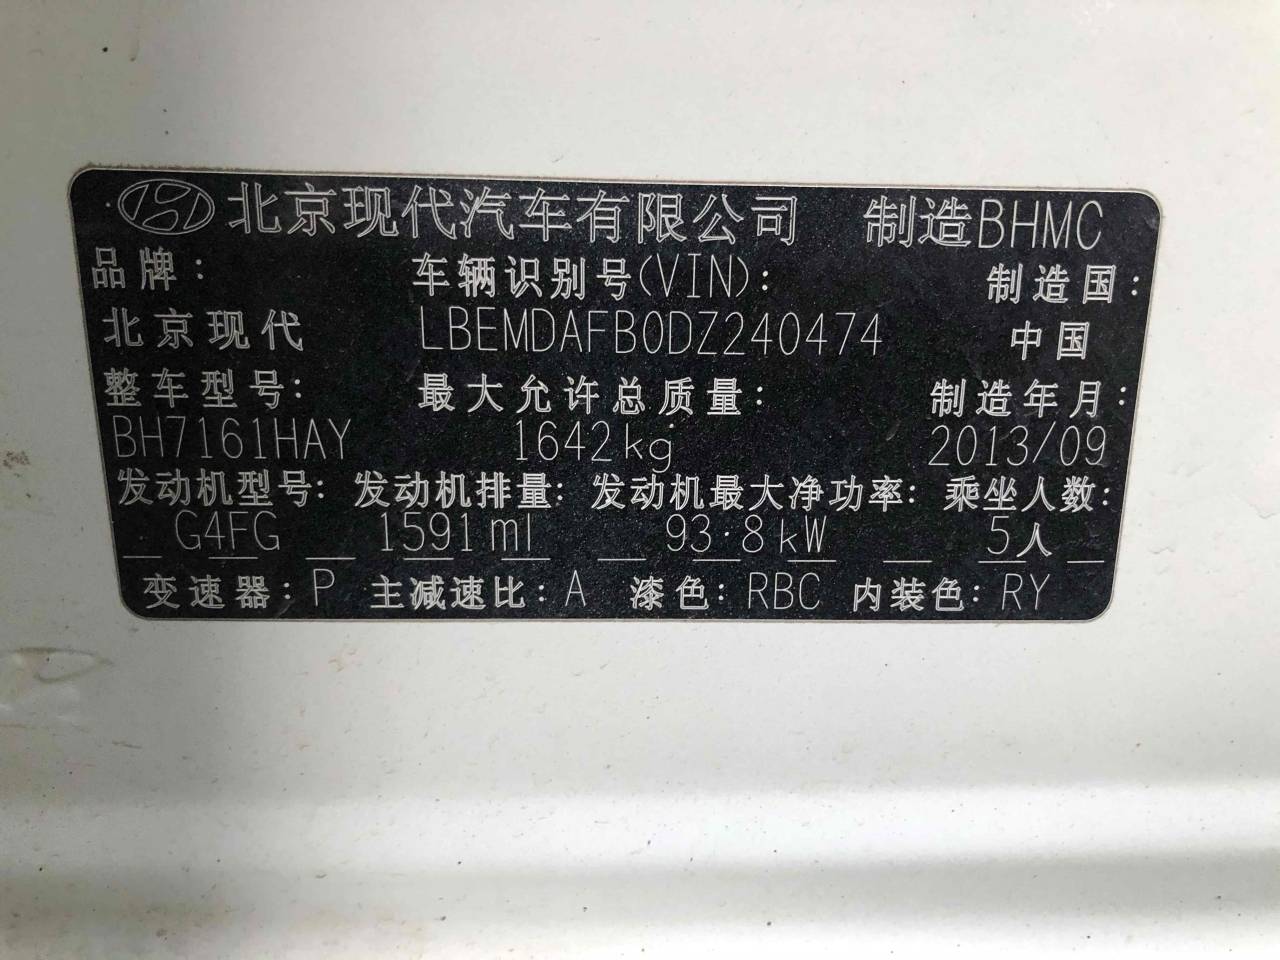 北京现代汽车有限公司 制造BHMC
品牌: 车辆识别号(VIN): 制造国:
北京现代 LBEMDAFB0DZ240474 中国
整车型号: 最大允许总质量: 制造年月:
BH7161HAY 1642kg 2013/09
发动机型号: 发动机排量: 发动机最大净功率: 乘坐人数:
G4FG 1591ml 93.8kW 5人
变速器: P 主减速比: A 漆色: RBC 内装色: RY